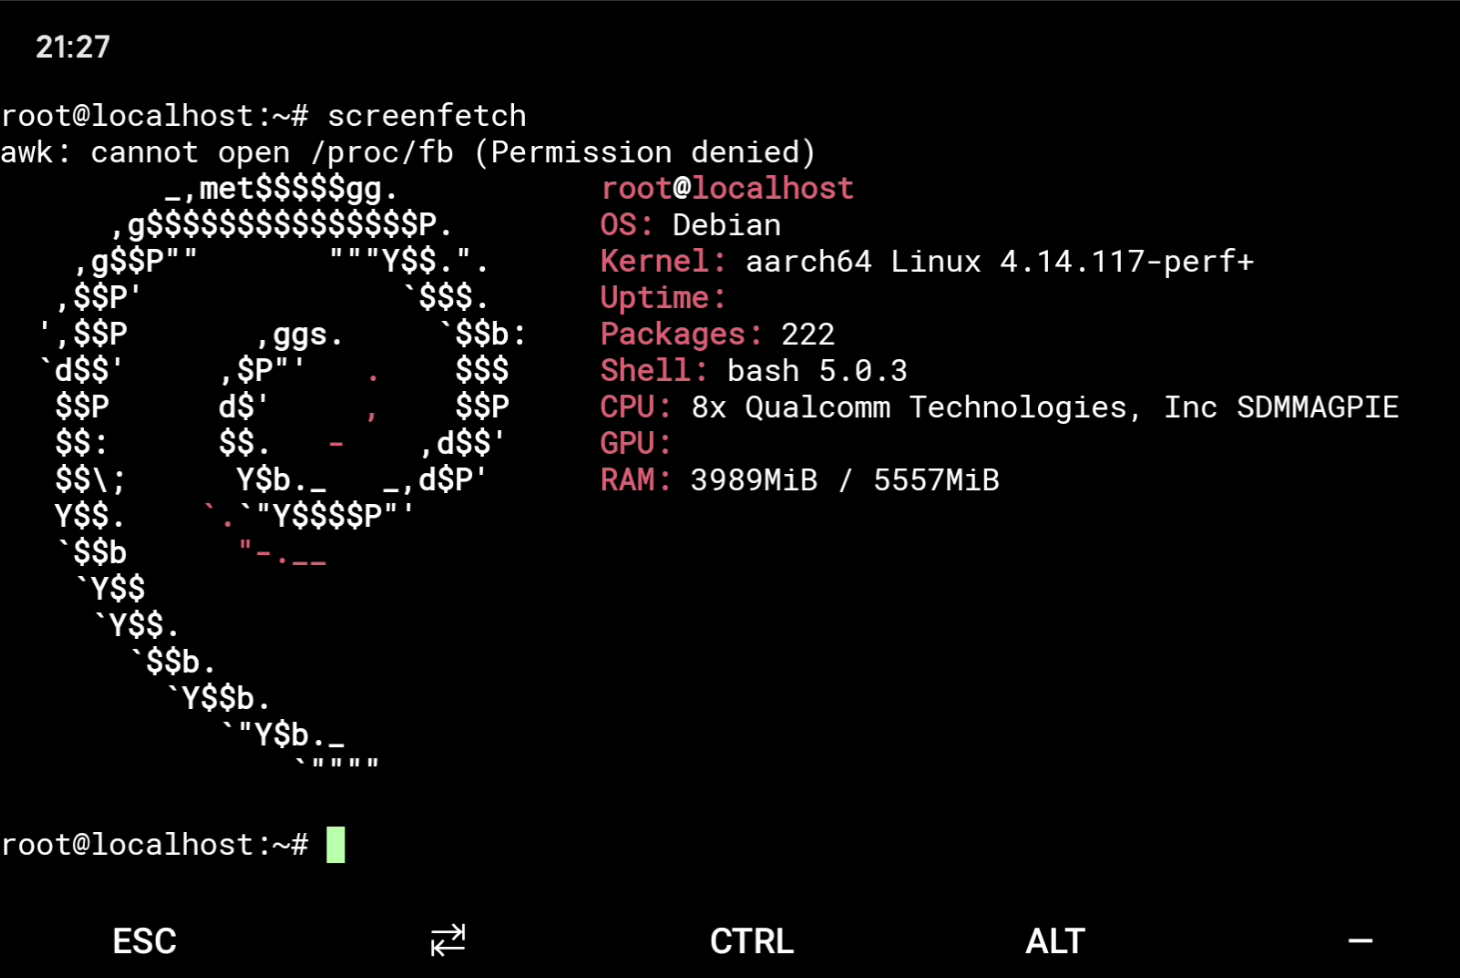 21:27
root@localhost:~# screenfetch
awk: cannot open /proc/fb (Permission denied)
         _,met$$$$$gg.           root@localhost
      ,g$$$$$$$$$$$$$$$P.        OS: Debian
    ,g$$P""       """Y$$.".      Kernel: aarch64 Linux 4.14.117-perf+
   ,$$P'              `$$$.      Uptime:
  ',$$P       ,ggs.     `$$b:    Packages: 222
  `d$$'     ,$P"'   .    $$$     Shell: bash 5.0.3
   $$P      d$'     ,    $$P     CPU: 8x Qualcomm Technologies, Inc SDMMAGPIE
   $$:      $$.   -    ,d$$'     GPU:
   $$\;      Y$b._   _,d$P'      RAM: 3989MiB / 5557MiB
   Y$$.    `.`"Y$$$$P"'
   `$$b      "-.__
    `Y$$
     `Y$$.
       `$$b.
         `Y$$b.
            `"Y$b._
                `""""
root@localhost:~#
ESC ⇄ CTRL ALT –